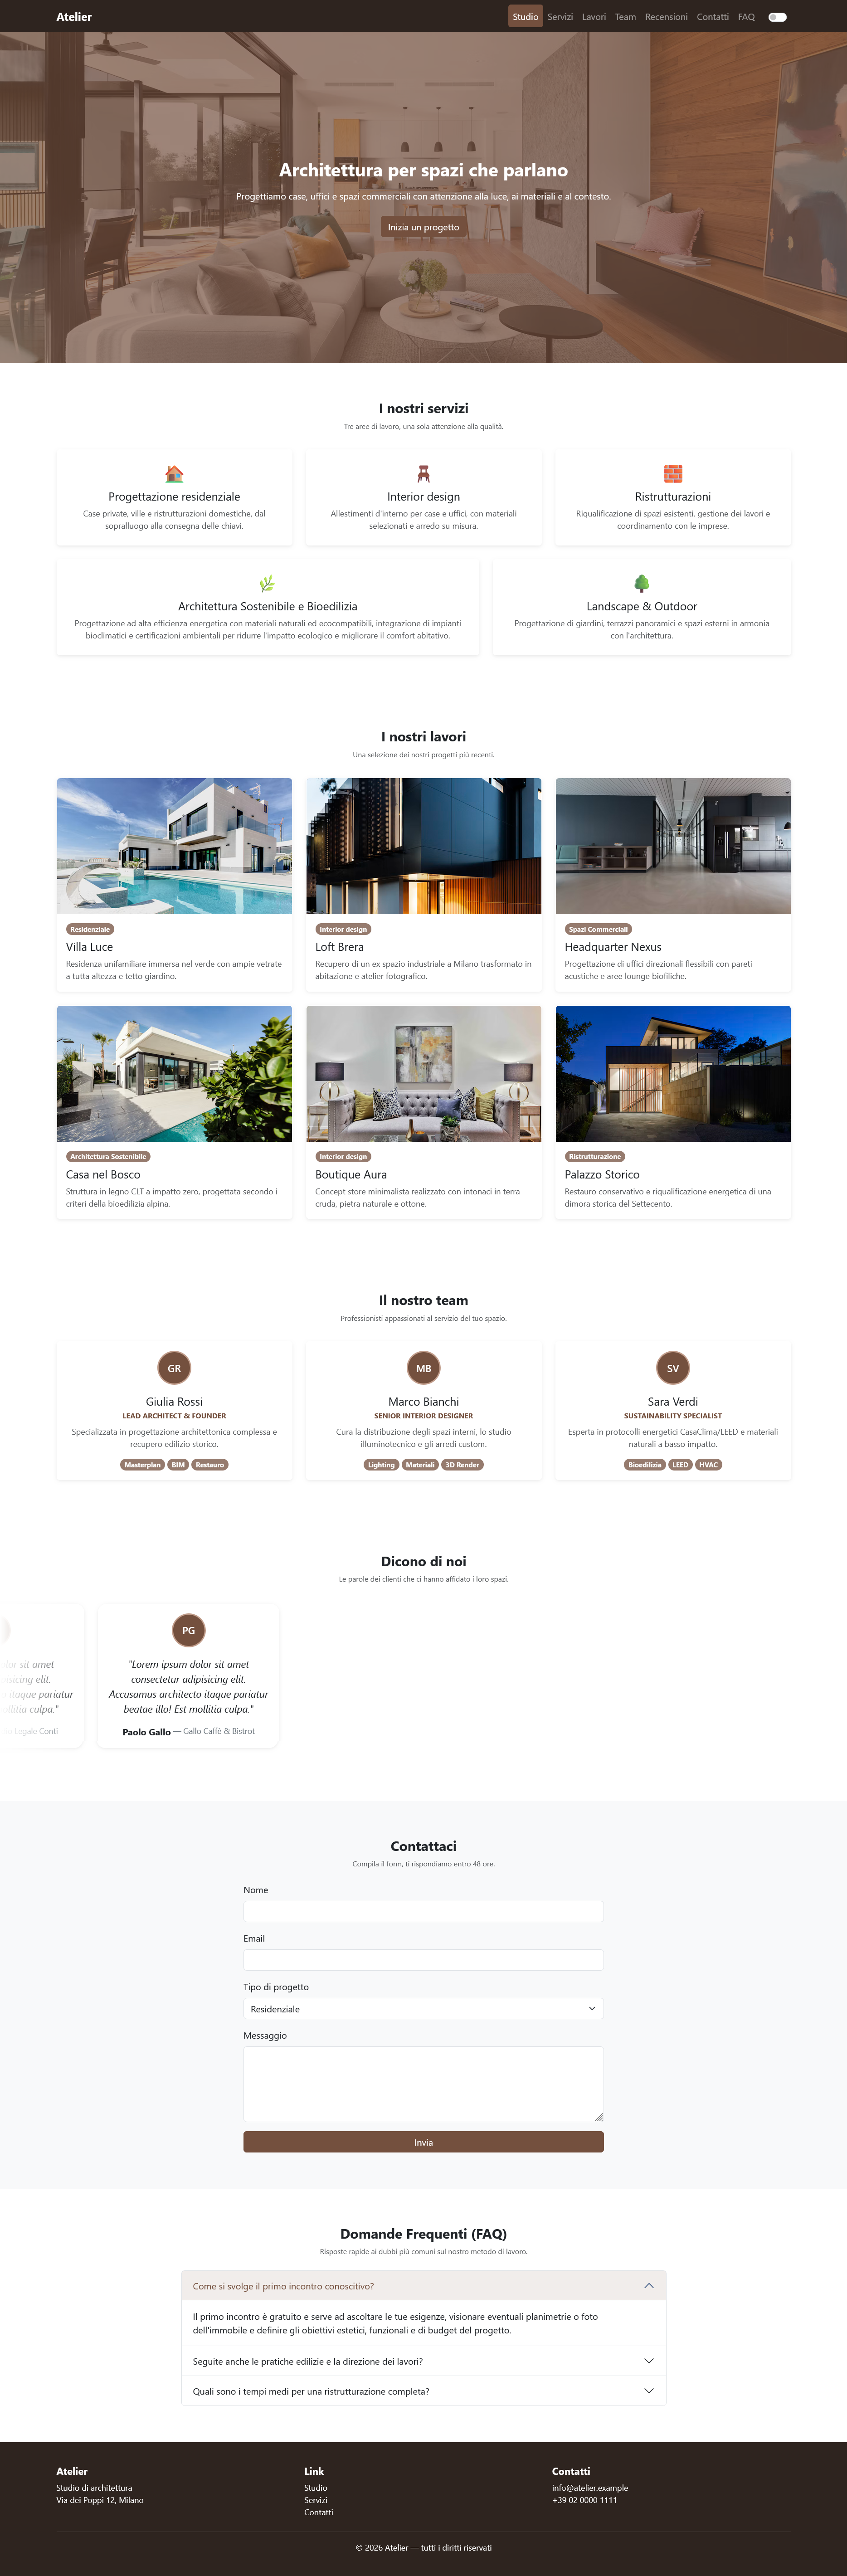 Atelier
Studio Servizi Lavori Team Recensioni Contatti FAQ
Architettura per spazi che parlano
Progettiamo case, uffici e spazi commerciali con attenzione alla luce, ai materiali e al contesto.
Inizia un progetto
I nostri servizi
Tre aree di lavoro, una sola attenzione alla qualità.
Progettazione residenziale
Case private, ville e ristrutturazioni domestiche, dal
sopralluogo alla consegna delle chiavi.
Interior design
Allestimenti d'interno per case e uffici, con materiali
selezionati e arredo su misura.
Ristrutturazioni
Riqualificazione di spazi esistenti, gestione dei lavori e
coordinamento con le imprese.
Architettura Sostenibile e Bioedilizia
Progettazione ad alta efficienza energetica con materiali naturali ed ecocompatibili, integrazione di impianti
bioclimatici e certificazioni ambientali per ridurre l'impatto ecologico e migliorare il comfort abitativo.
Landscape & Outdoor
Progettazione di giardini, terrazzi panoramici e spazi esterni in armonia
con l'architettura.
I nostri lavori
Una selezione dei nostri progetti più recenti.
Residenziale
Villa Luce
Residenza unifamiliare immersa nel verde con ampie vetrate
a tutta altezza e tetto giardino.
Interior design
Loft Brera
Recupero di un ex spazio industriale a Milano trasformato in
abitazione e atelier fotografico.
Spazi Commerciali
Headquarter Nexus
Progettazione di uffici direzionali flessibili con pareti
acustiche e aree lounge biofiliche.
Architettura Sostenibile
Casa nel Bosco
Struttura in legno CLT a impatto zero, progettata secondo i
criteri della bioedilizia alpina.
Interior design
Boutique Aura
Concept store minimalista realizzato con intonaci in terra
cruda, pietra naturale e ottone.
Ristrutturazione
Palazzo Storico
Restauro conservativo e riqualificazione energetica di una
dimora storica del Settecento.
Il nostro team
Professionisti appassionati al servizio del tuo spazio.
GR
Giulia Rossi
LEAD ARCHITECT & FOUNDER
Specializzata in progettazione architettonica complessa e
recupero edilizio storico.
Masterplan BIM Restauro
MB
Marco Bianchi
SENIOR INTERIOR DESIGNER
Cura la distribuzione degli spazi interni, lo studio
illuminotecnico e gli arredi custom.
Lighting Materiali 3D Render
SV
Sara Verdi
SUSTAINABILITY SPECIALIST
Esperta in protocolli energetici CasaClima/LEED e materiali
naturali a basso impatto.
Bioedilizia LEED HVAC
Dicono di noi
Le parole dei clienti che ci hanno affidato i loro spazi.
sit amet
elit.
itaque pariatur
culpa."
Legale Conti
PG
"Lorem ipsum dolor sit amet
consectetur adipisicing elit.
Accusamus architecto itaque pariatur
beatae illo! Est mollitia culpa."
Paolo Gallo — Gallo Caffè & Bistrot
Contattaci
Compila il form, ti rispondiamo entro 48 ore.
Nome
Email
Tipo di progetto
Residenziale
Messaggio
Invia
Domande Frequenti (FAQ)
Risposte rapide ai dubbi più comuni sul nostro metodo di lavoro.
Come si svolge il primo incontro conoscitivo?
Il primo incontro è gratuito e serve ad ascoltare le tue esigenze, visionare eventuali planimetrie o foto
dell'immobile e definire gli obiettivi estetici, funzionali e di budget del progetto.
Seguite anche le pratiche edilizie e la direzione dei lavori?
Quali sono i tempi medi per una ristrutturazione completa?
Atelier
Studio di architettura
Via dei Poppi 12, Milano
Link
Studio
Servizi
Contatti
Contatti
info@atelier.example
+39 02 0000 1111
© 2026 Atelier — tutti i diritti riservati